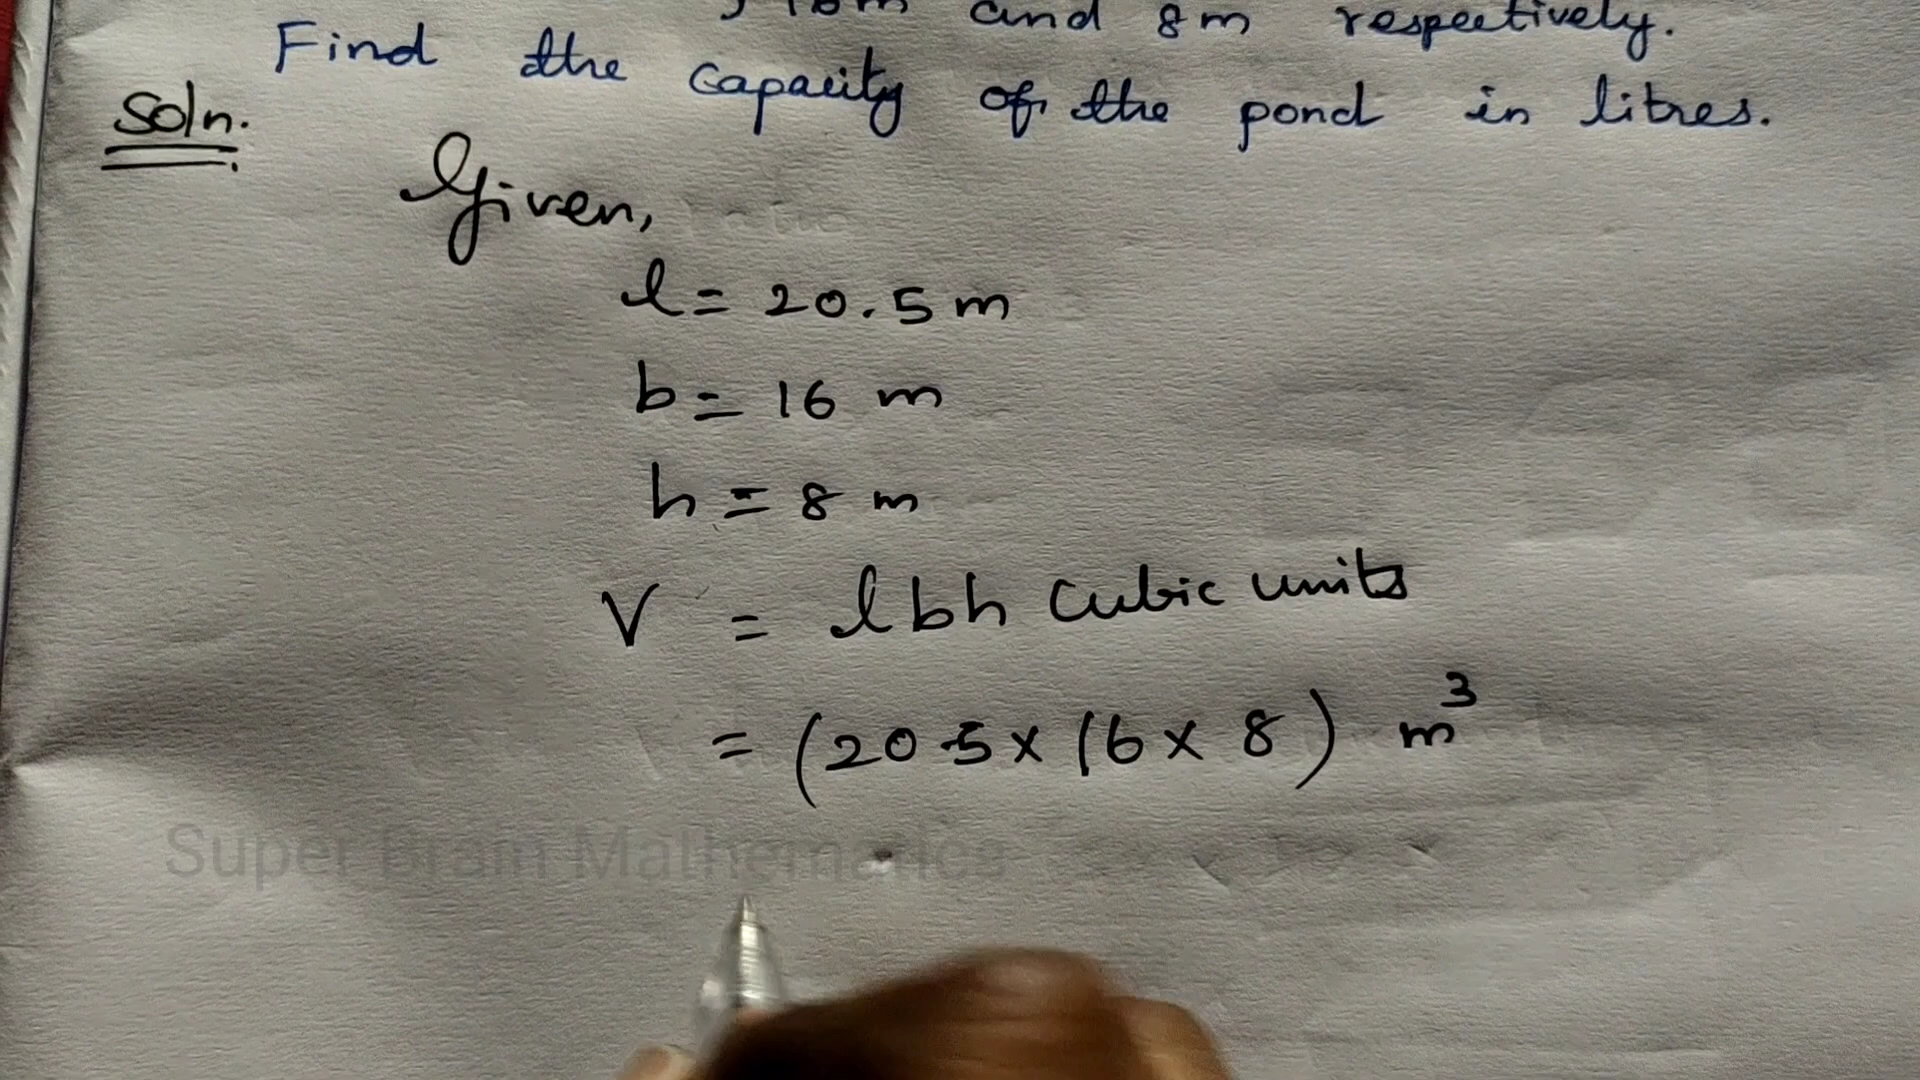 and 8m respectively.
Find the capacity of the pond in litres.
Soln.
Given,
l = 20.5 m
b = 16 m
h = 8 m
V = lbh cubic units
= (20.5 x 16 x 8) m³
Super Brain Mathematics